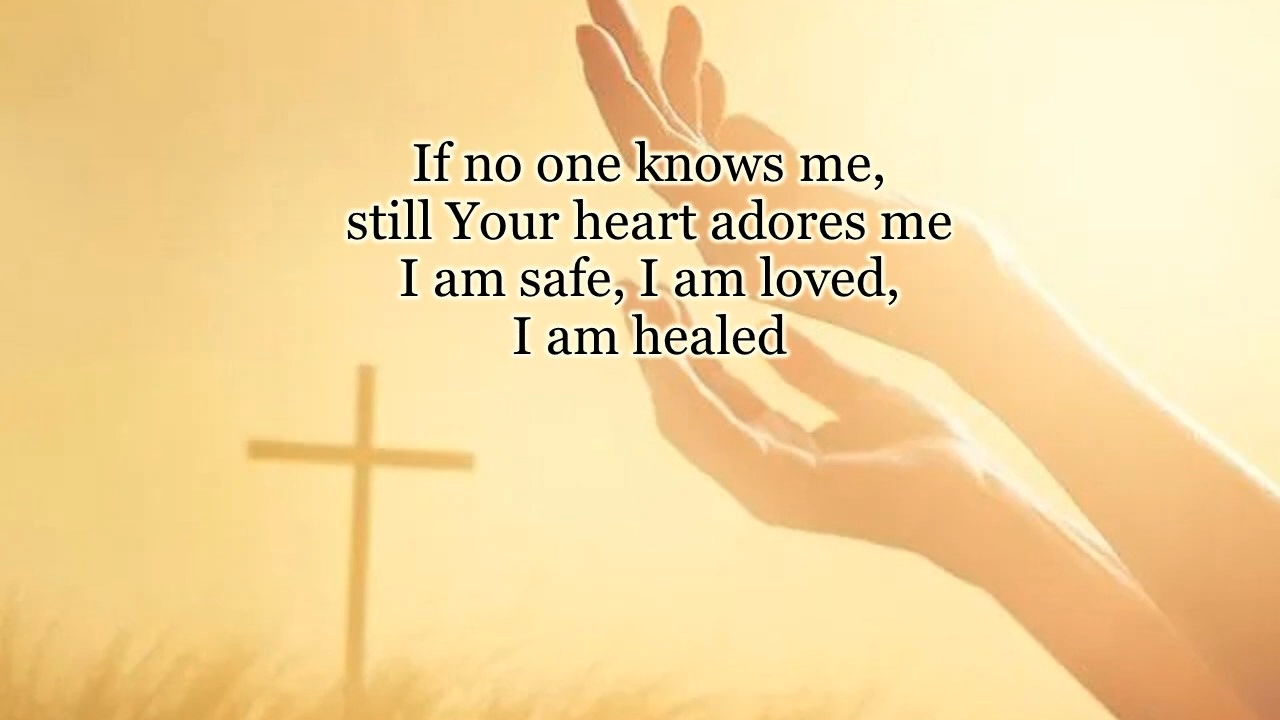 If no one knows me,
still Your heart adores me
I am safe, I am loved,
I am healed